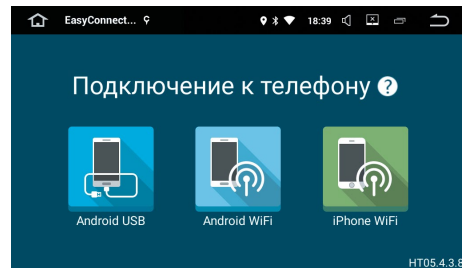 EasyConnect... 18:39
Подключение к телефону ?
Android USB Android WiFi iPhone WiFi
HT05.4.3.8